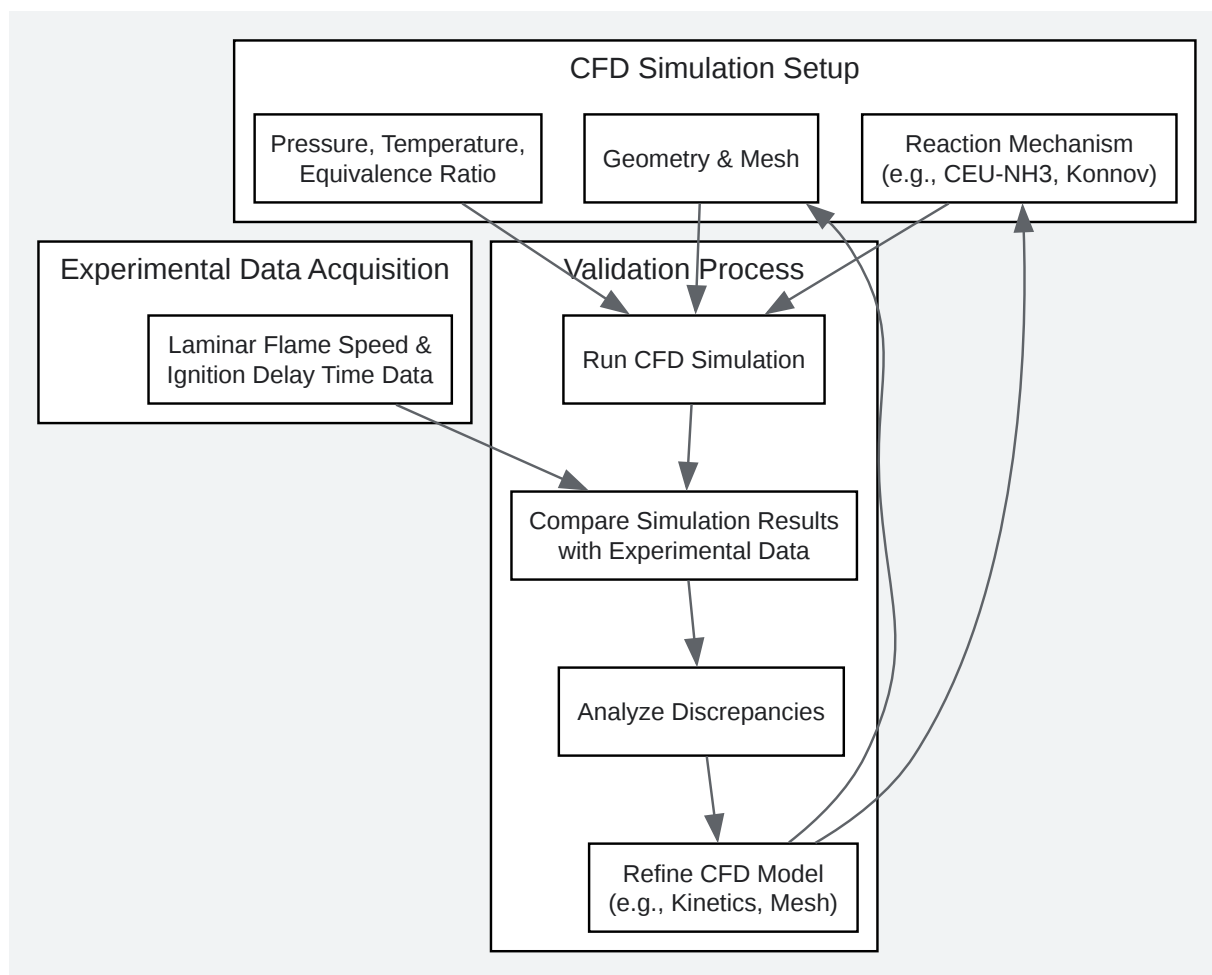 CFD Simulation Setup
Pressure, Temperature,
Equivalence Ratio
Geometry & Mesh
Reaction Mechanism
(e.g., CEU-NH3, Konnov)
Experimental Data Acquisition
Laminar Flame Speed &
Ignition Delay Time Data
Validation Process
Run CFD Simulation
Compare Simulation Results
with Experimental Data
Analyze Discrepancies
Refine CFD Model
(e.g., Kinetics, Mesh)